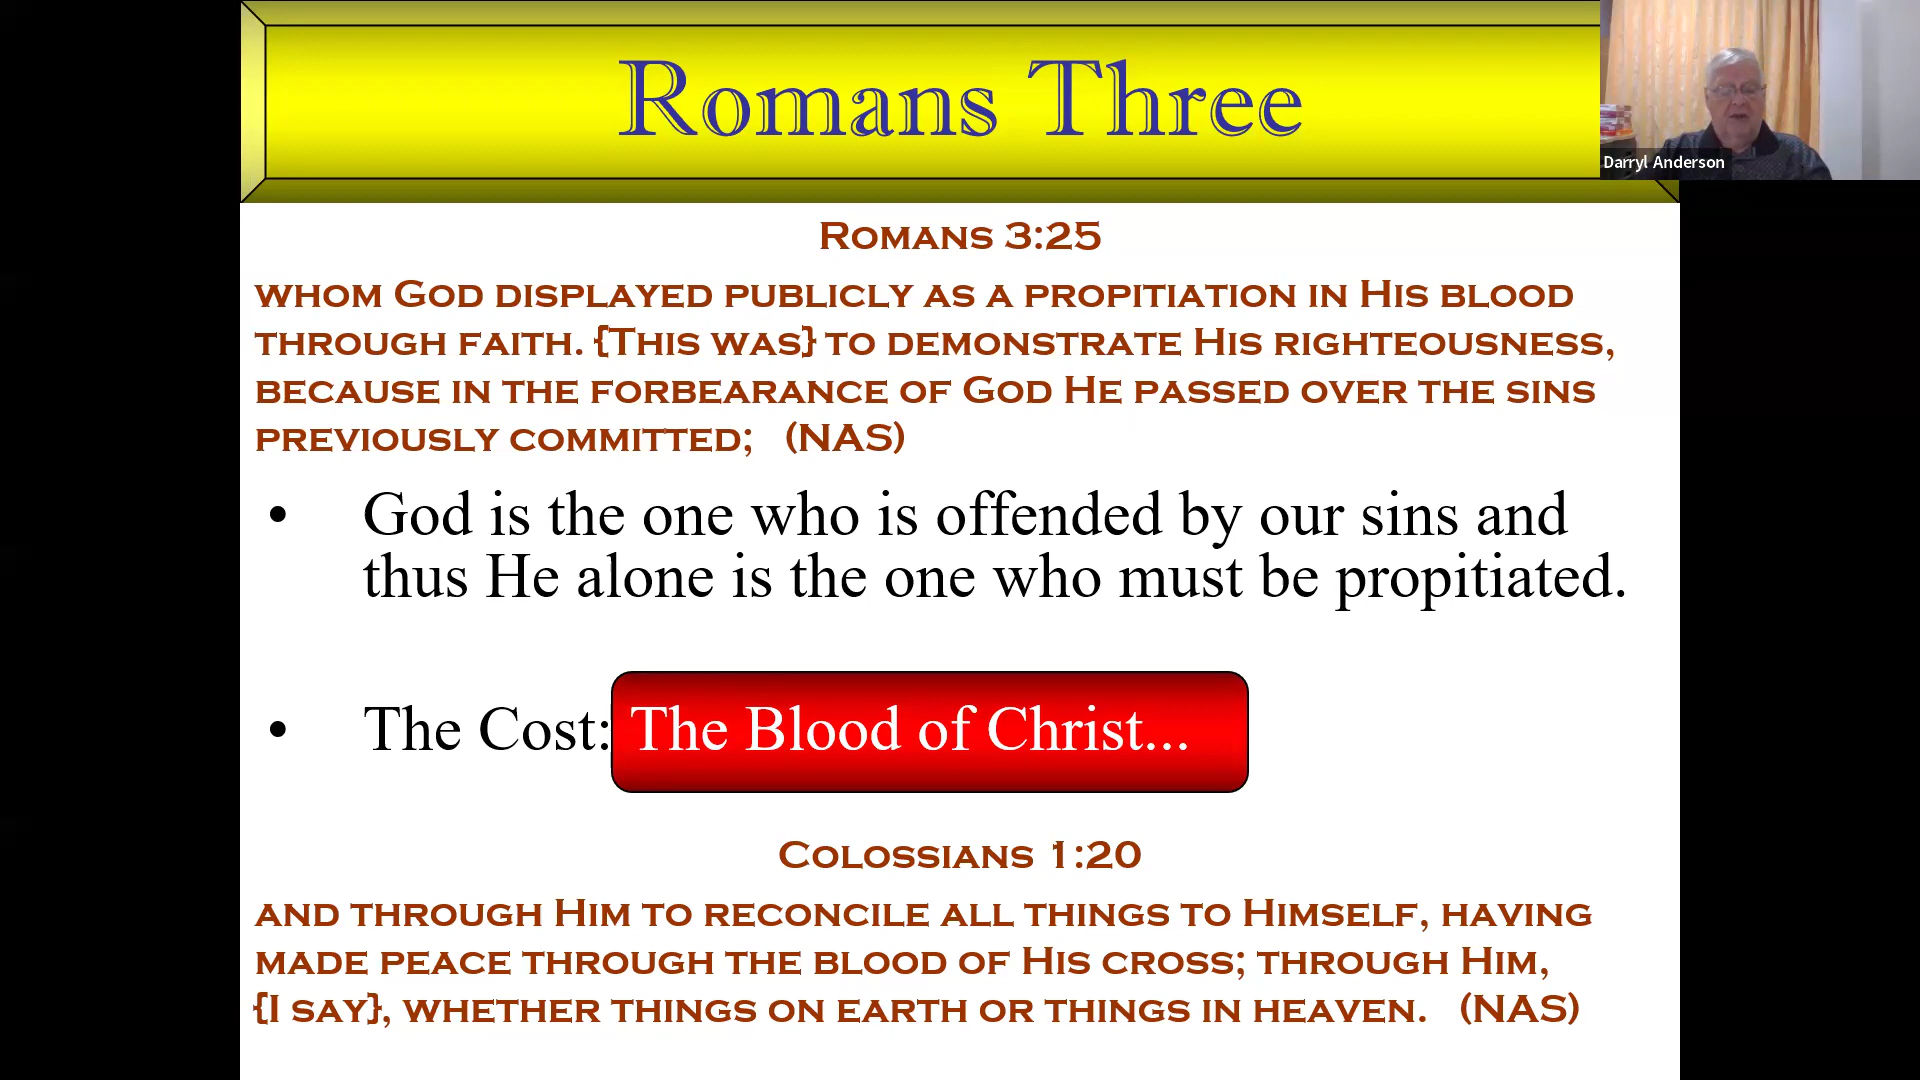 Romans Three
Darryl Anderson
Romans 3:25
whom God displayed publicly as a propitiation in His blood
through faith. {This was} to demonstrate His righteousness,
because in the forbearance of God He passed over the sins
previously committed; (NAS)
• God is the one who is offended by our sins and
thus He alone is the one who must be propitiated.
• The Cost: The Blood of Christ...
Colossians 1:20
and through Him to reconcile all things to Himself, having
made peace through the blood of His cross; through Him,
{I say}, whether things on earth or things in heaven. (NAS)